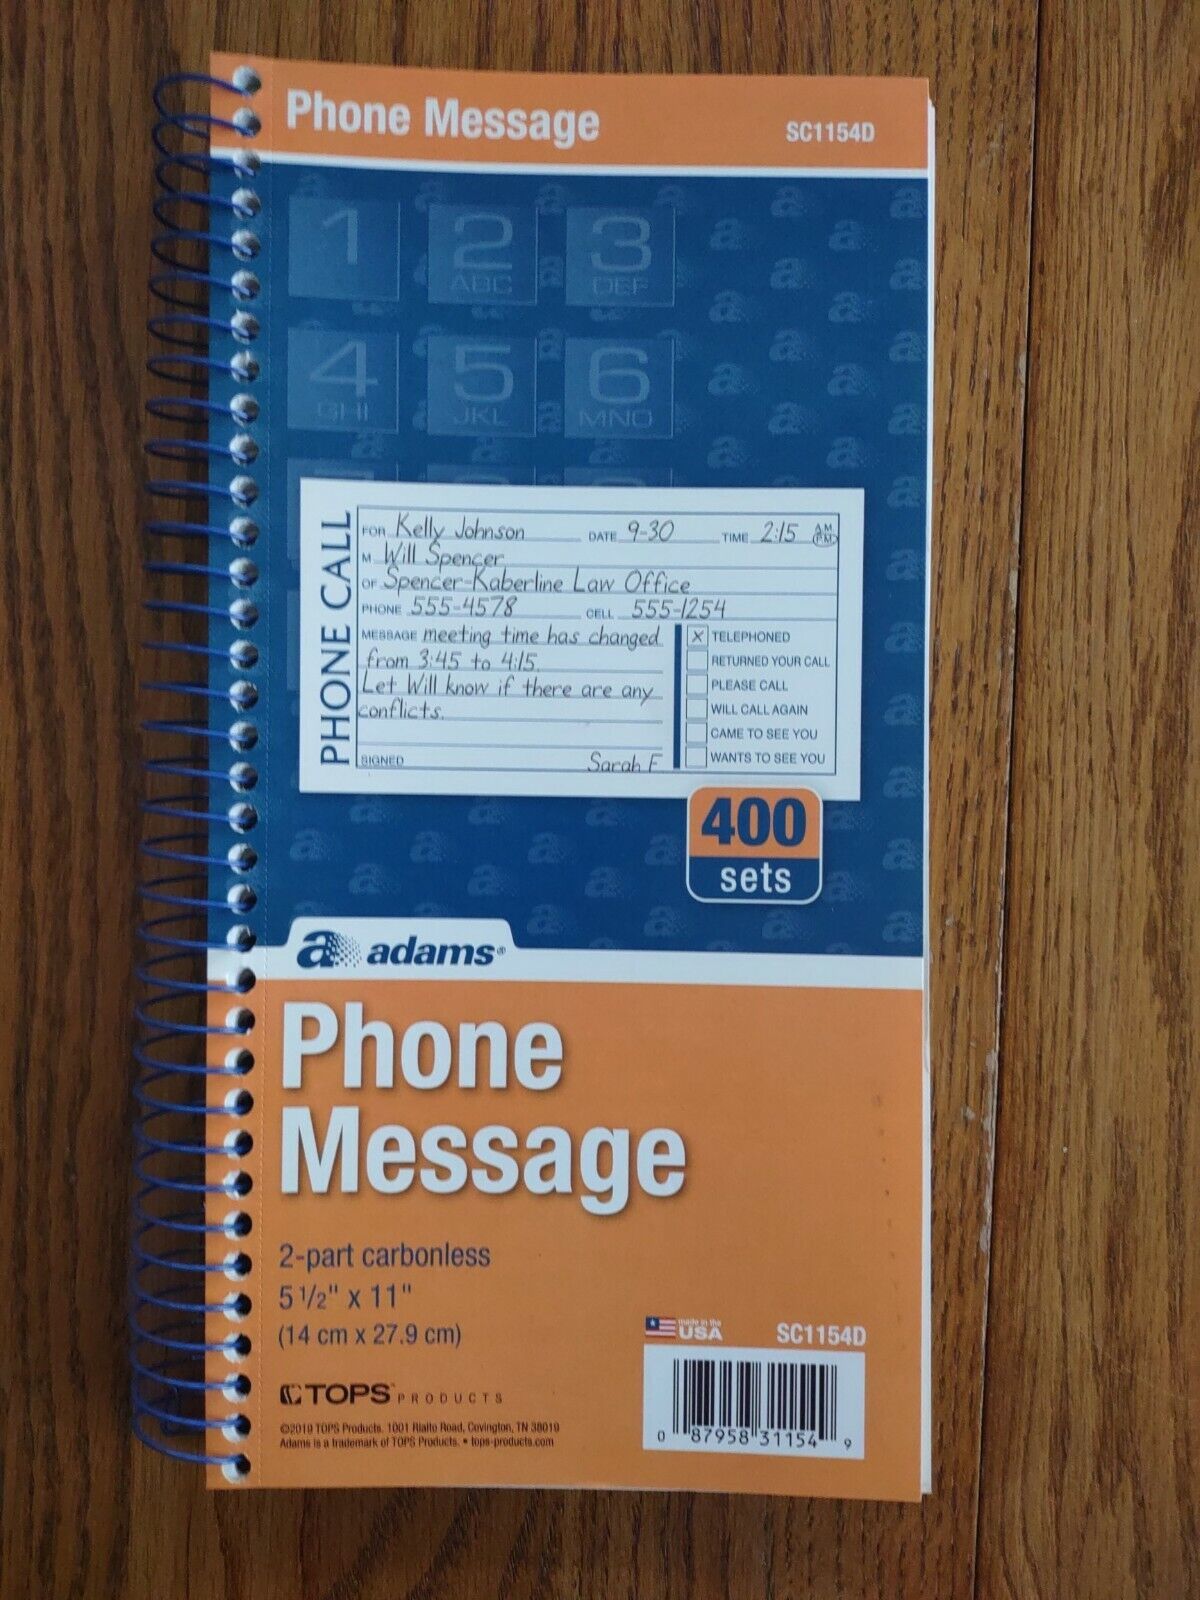 Phone Message SC1154D
1 2 3
ABC DEF
4 5 6
GHI JKL MNO
PHONE CALL
FOR Kelly Johnson DATE 9-30 TIME 2:15 A.M. P.M.
M Will Spencer
OF Spencer-Kaberline Law Office
PHONE 555-4578 CELL 555-1254
MESSAGE meeting time has changed
from 3:45 to 4:15.
Let Will know if there are any
conflicts.
SIGNED Sarah F
X TELEPHONED
RETURNED YOUR CALL
PLEASE CALL
WILL CALL AGAIN
CAME TO SEE YOU
WANTS TO SEE YOU
400
sets
a adams®
Phone
Message
2-part carbonless
5 1/2" x 11"
(14 cm x 27.9 cm)
made in the
USA
SC1154D
TOPS™ PRODUCTS
©2019 TOPS Products. 1001 Rialto Road, Covington, TN 38019
Adams is a trademark of TOPS Products. • tops-products.com
0 87958 31154 9